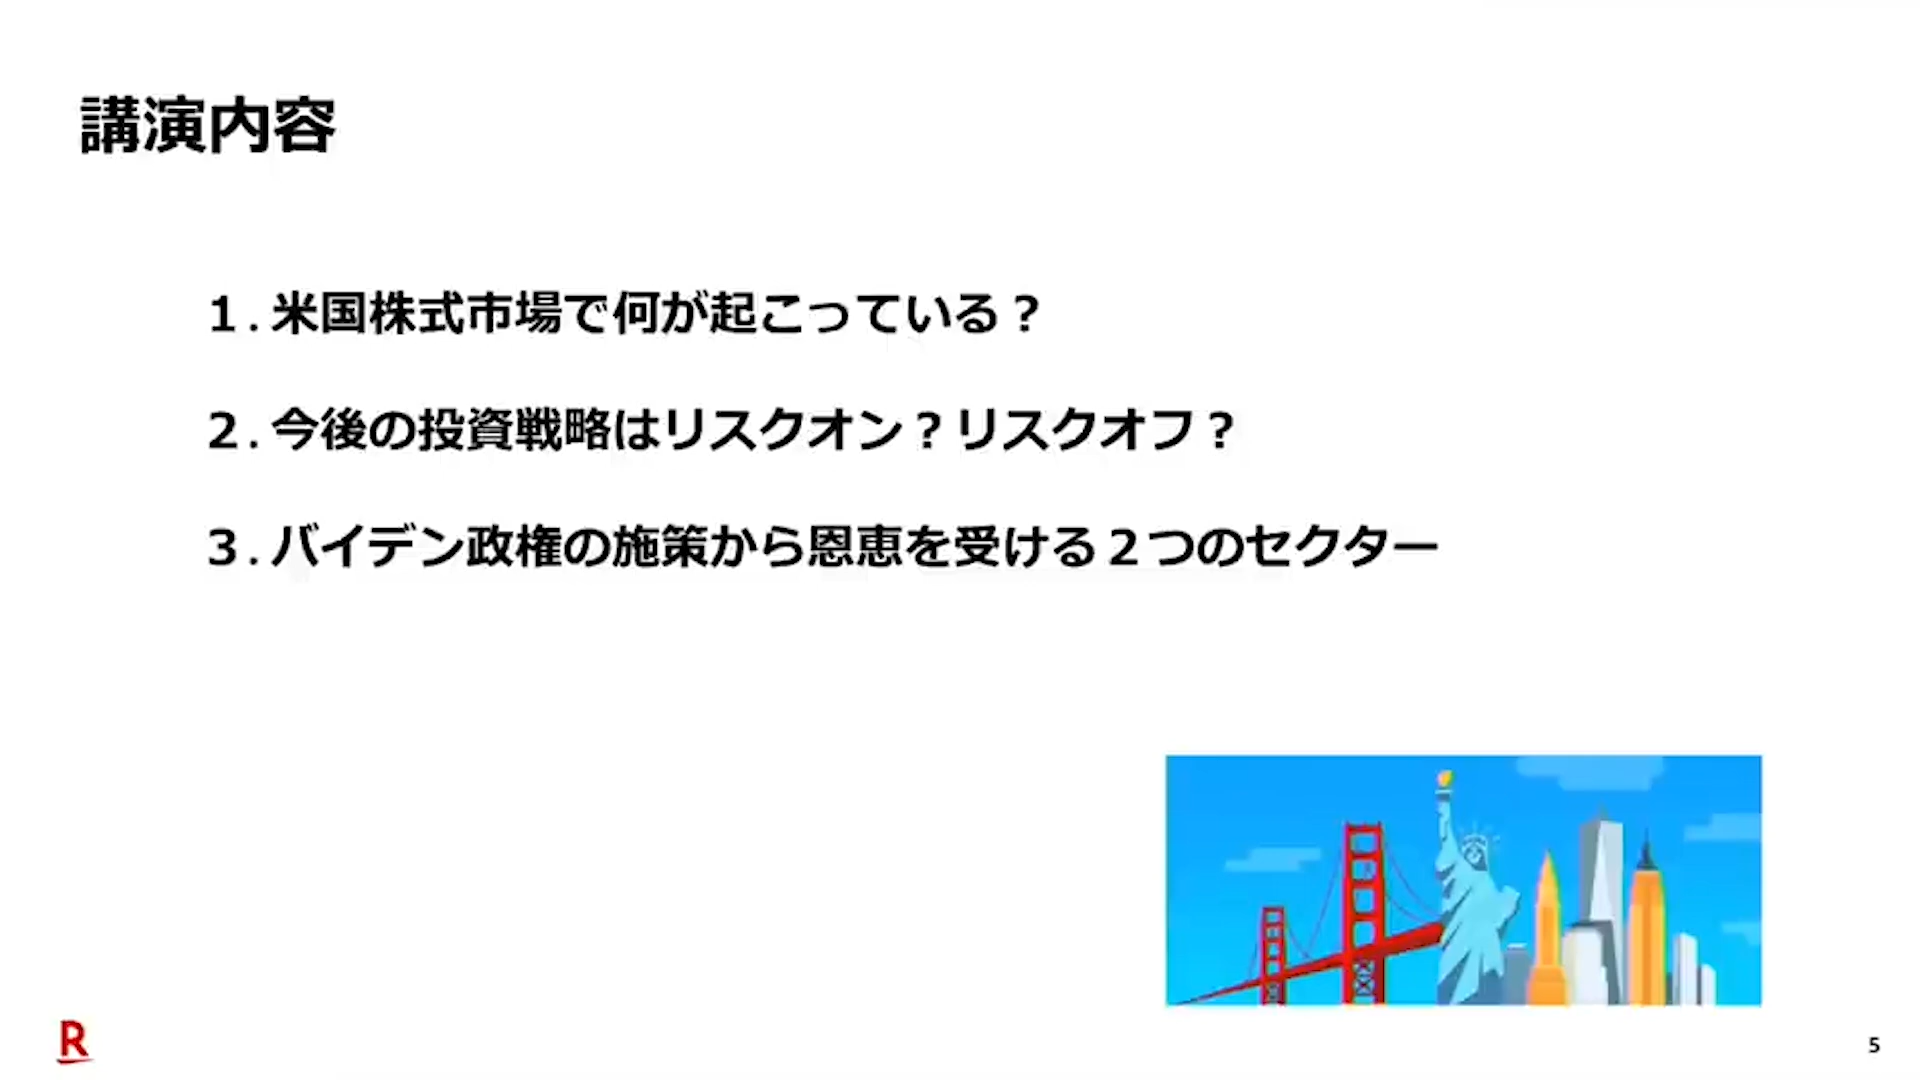 講演内容
１. 米国株式市場で何が起こっている？
２. 今後の投資戦略はリスクオン？リスクオフ？
３. バイデン政権の施策から恩恵を受ける２つのセクター
R
5